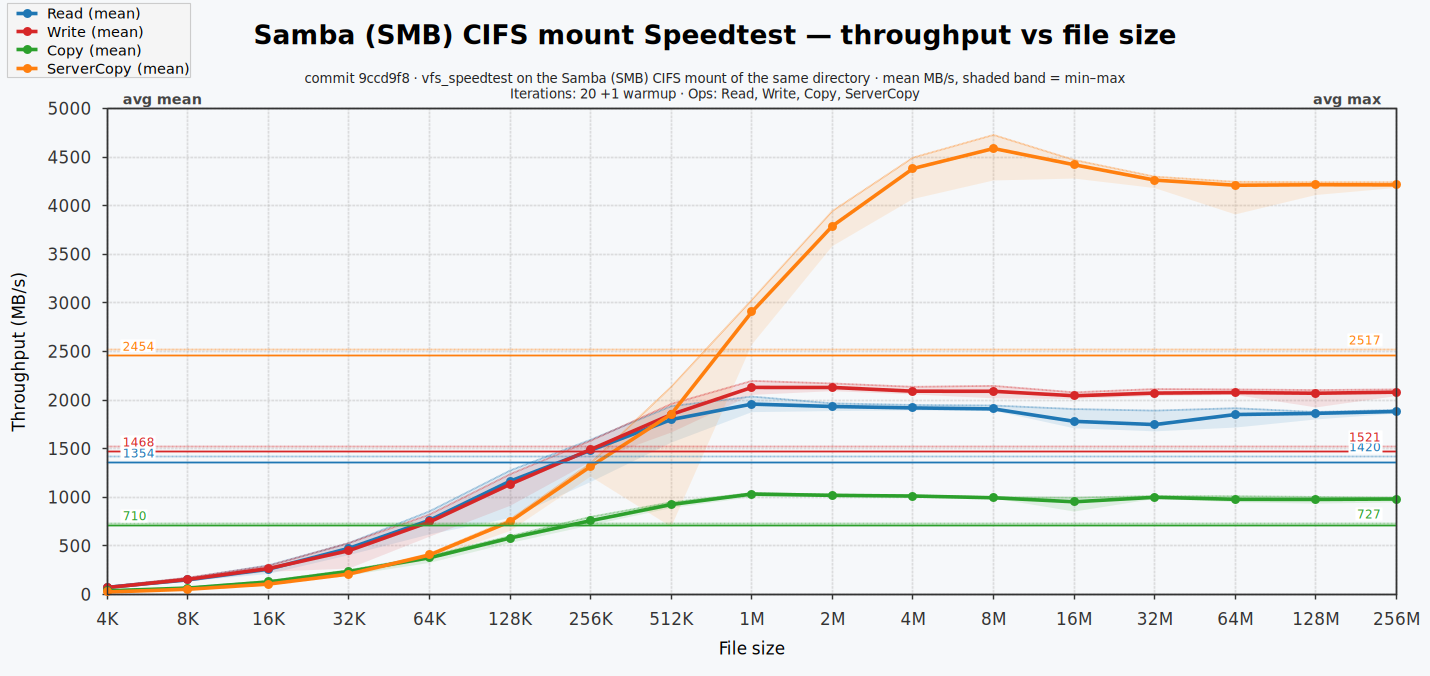 Read (mean)
Write (mean)
Copy (mean)
ServerCopy (mean)
Samba (SMB) CIFS mount Speedtest — throughput vs file size
commit 9ccd9f8 · vfs_speedtest on the Samba (SMB) CIFS mount of the same directory · mean MB/s, shaded band = min–max
Iterations: 20 +1 warmup · Ops: Read, Write, Copy, ServerCopy
avg mean
avg max
5000
4500
4000
3500
3000
2500
2000
1500
1000
500
0
Throughput (MB/s)
2454
2517
1468
1521
1354
1420
710
727
4K 8K 16K 32K 64K 128K 256K 512K 1M 2M 4M 8M 16M 32M 64M 128M 256M
File size